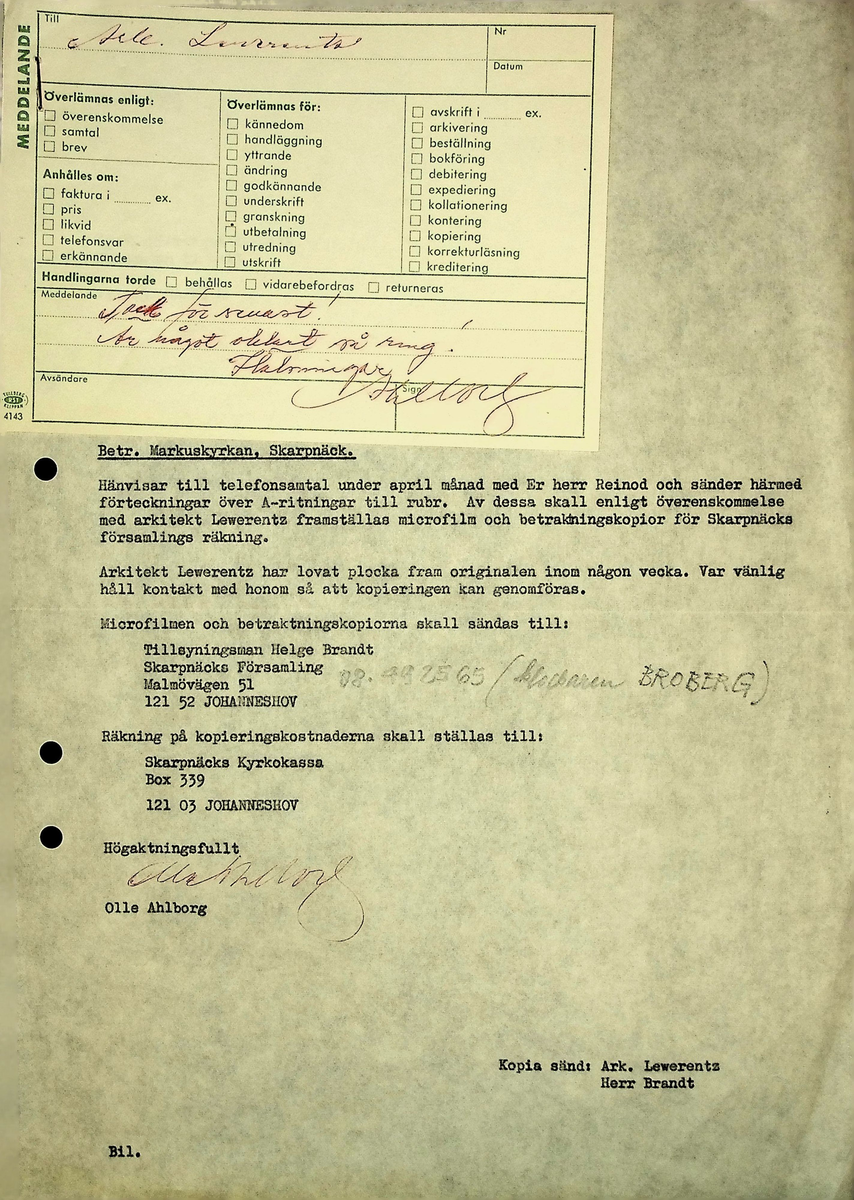 MEDDELANDE
Till
Ark. Lewerentz
Nr
Datum
Överlämnas enligt:
överenskommelse
samtal
brev
Anhålles om:
faktura i ........ ex.
pris
likvid
telefonsvar
erkännande
Överlämnas för:
kännedom
handläggning
yttrande
ändring
godkännande
underskrift
granskning
utbetalning
utredning
utskrift
avskrift i ........ ex.
arkivering
beställning
bokföring
debitering
expediering
kollationering
kontering
kopiering
korrekturläsning
kreditering
Handlingarna torde behållas vidarebefordras returneras
Meddelande
Tack för senast!
Är något oklart så ring!
Hälsningar
Avsändare
Sign
Ahlborg
4143
Betr. Markuskyrkan, Skarpnäck.
Hänvisar till telefonsamtal under april månad med Er herr Reinod och sänder härmed
förteckningar över A-ritningar till rubr. Av dessa skall enligt överenskommelse
med arkitekt Lewerentz framställas microfilm och betraktningskopior för Skarpnäcks
församlings räkning.
Arkitekt Lewerentz har lovat plocka fram originalen inom någon vecka. Var vänlig
håll kontakt med honom så att kopieringen kan genomföras.
Microfilmen och betraktningskopiorna skall sändas till:
Tillsyningsman Helge Brandt
Skarpnäcks Församling
Malmövägen 51
121 52 JOHANNESHOV
08. 49 25 65 (klockaren BROBERG)
Räkning på kopieringskostnaderna skall ställas till:
Skarpnäcks Kyrkokassa
Box 339
121 03 JOHANNESHOV
Högaktningsfullt
Olle Ahlborg
Olle Ahlborg
Kopia sänd: Ark. Lewerentz
Herr Brandt
Bil.